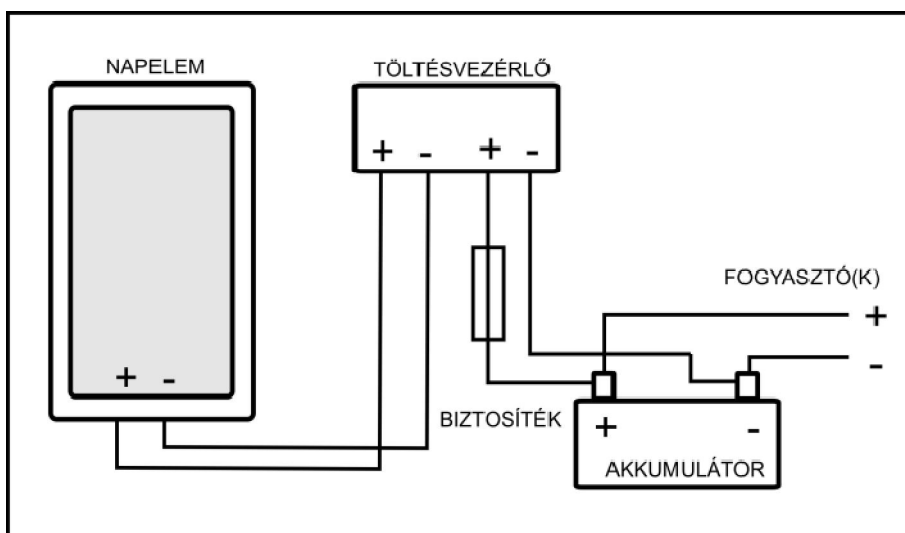 NAPELEM
TÖLTÉSVEZÉRLŐ
+ - + -
FOGYASZTÓ(K)
+
-
+ -
BIZTOSÍTÉK
+ -
AKKUMULÁTOR